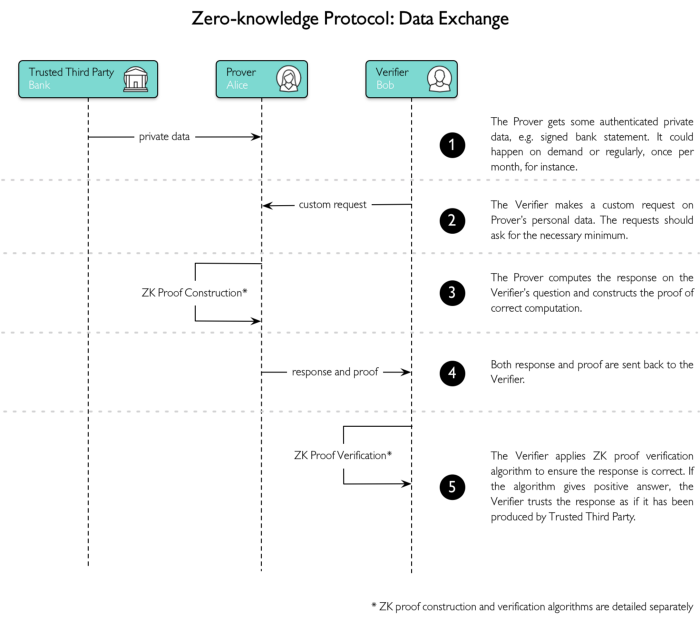 Zero-knowledge Protocol: Data Exchange
Trusted Third Party
Bank
Prover
Alice
Verifier
Bob
private data
1
The Prover gets some authenticated private
data, e.g. signed bank statement. It could
happen on demand or regularly, once per
month, for instance.
custom request
2
The Verifier makes a custom request on
Prover's personal data. The requests should
ask for the necessary minimum.
ZK Proof Construction*
3
The Prover computes the response on the
Verifier's question and constructs the proof of
correct computation.
response and proof
4
Both response and proof are sent back to the
Verifier.
ZK Proof Verification*
5
The Verifier applies ZK proof verification
algorithm to ensure the response is correct. If
the algorithm gives positive answer, the
Verifier trusts the response as if it has been
produced by Trusted Third Party.
* ZK proof construction and verification algorithms are detailed separately